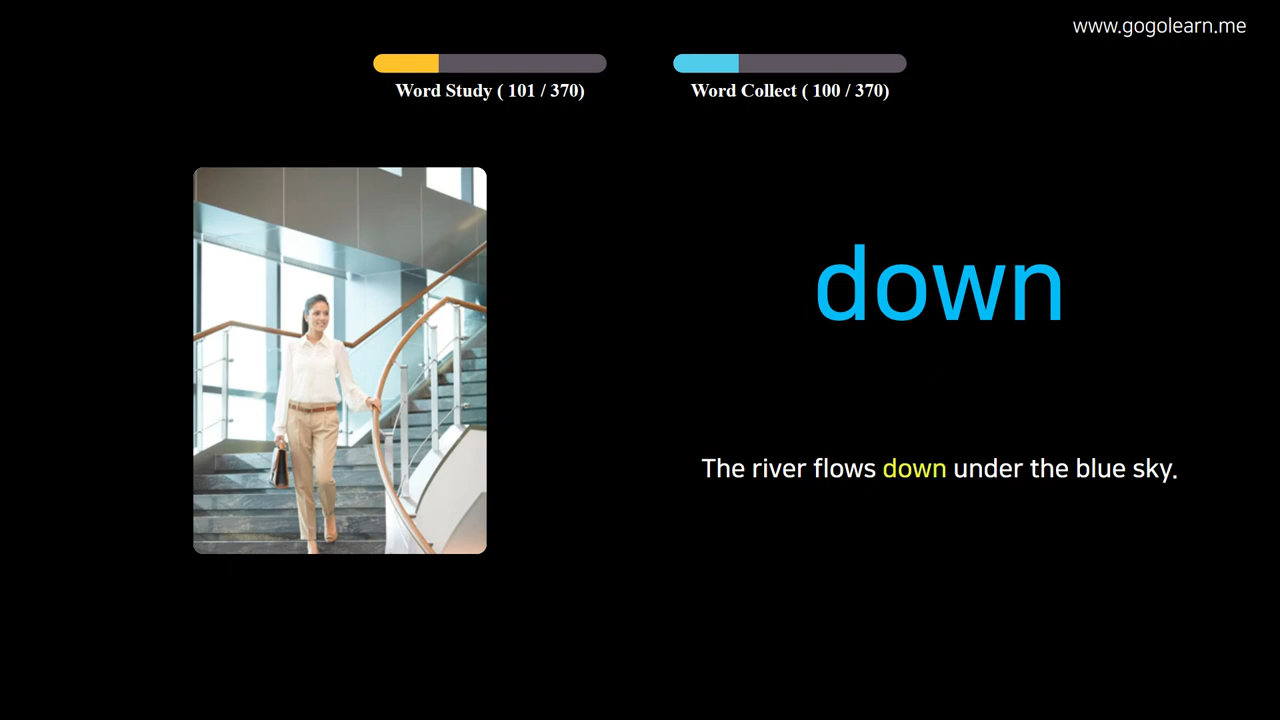 www.gogolearn.me
Word Study ( 101 / 370)
Word Collect ( 100 / 370)
down
The river flows down under the blue sky.